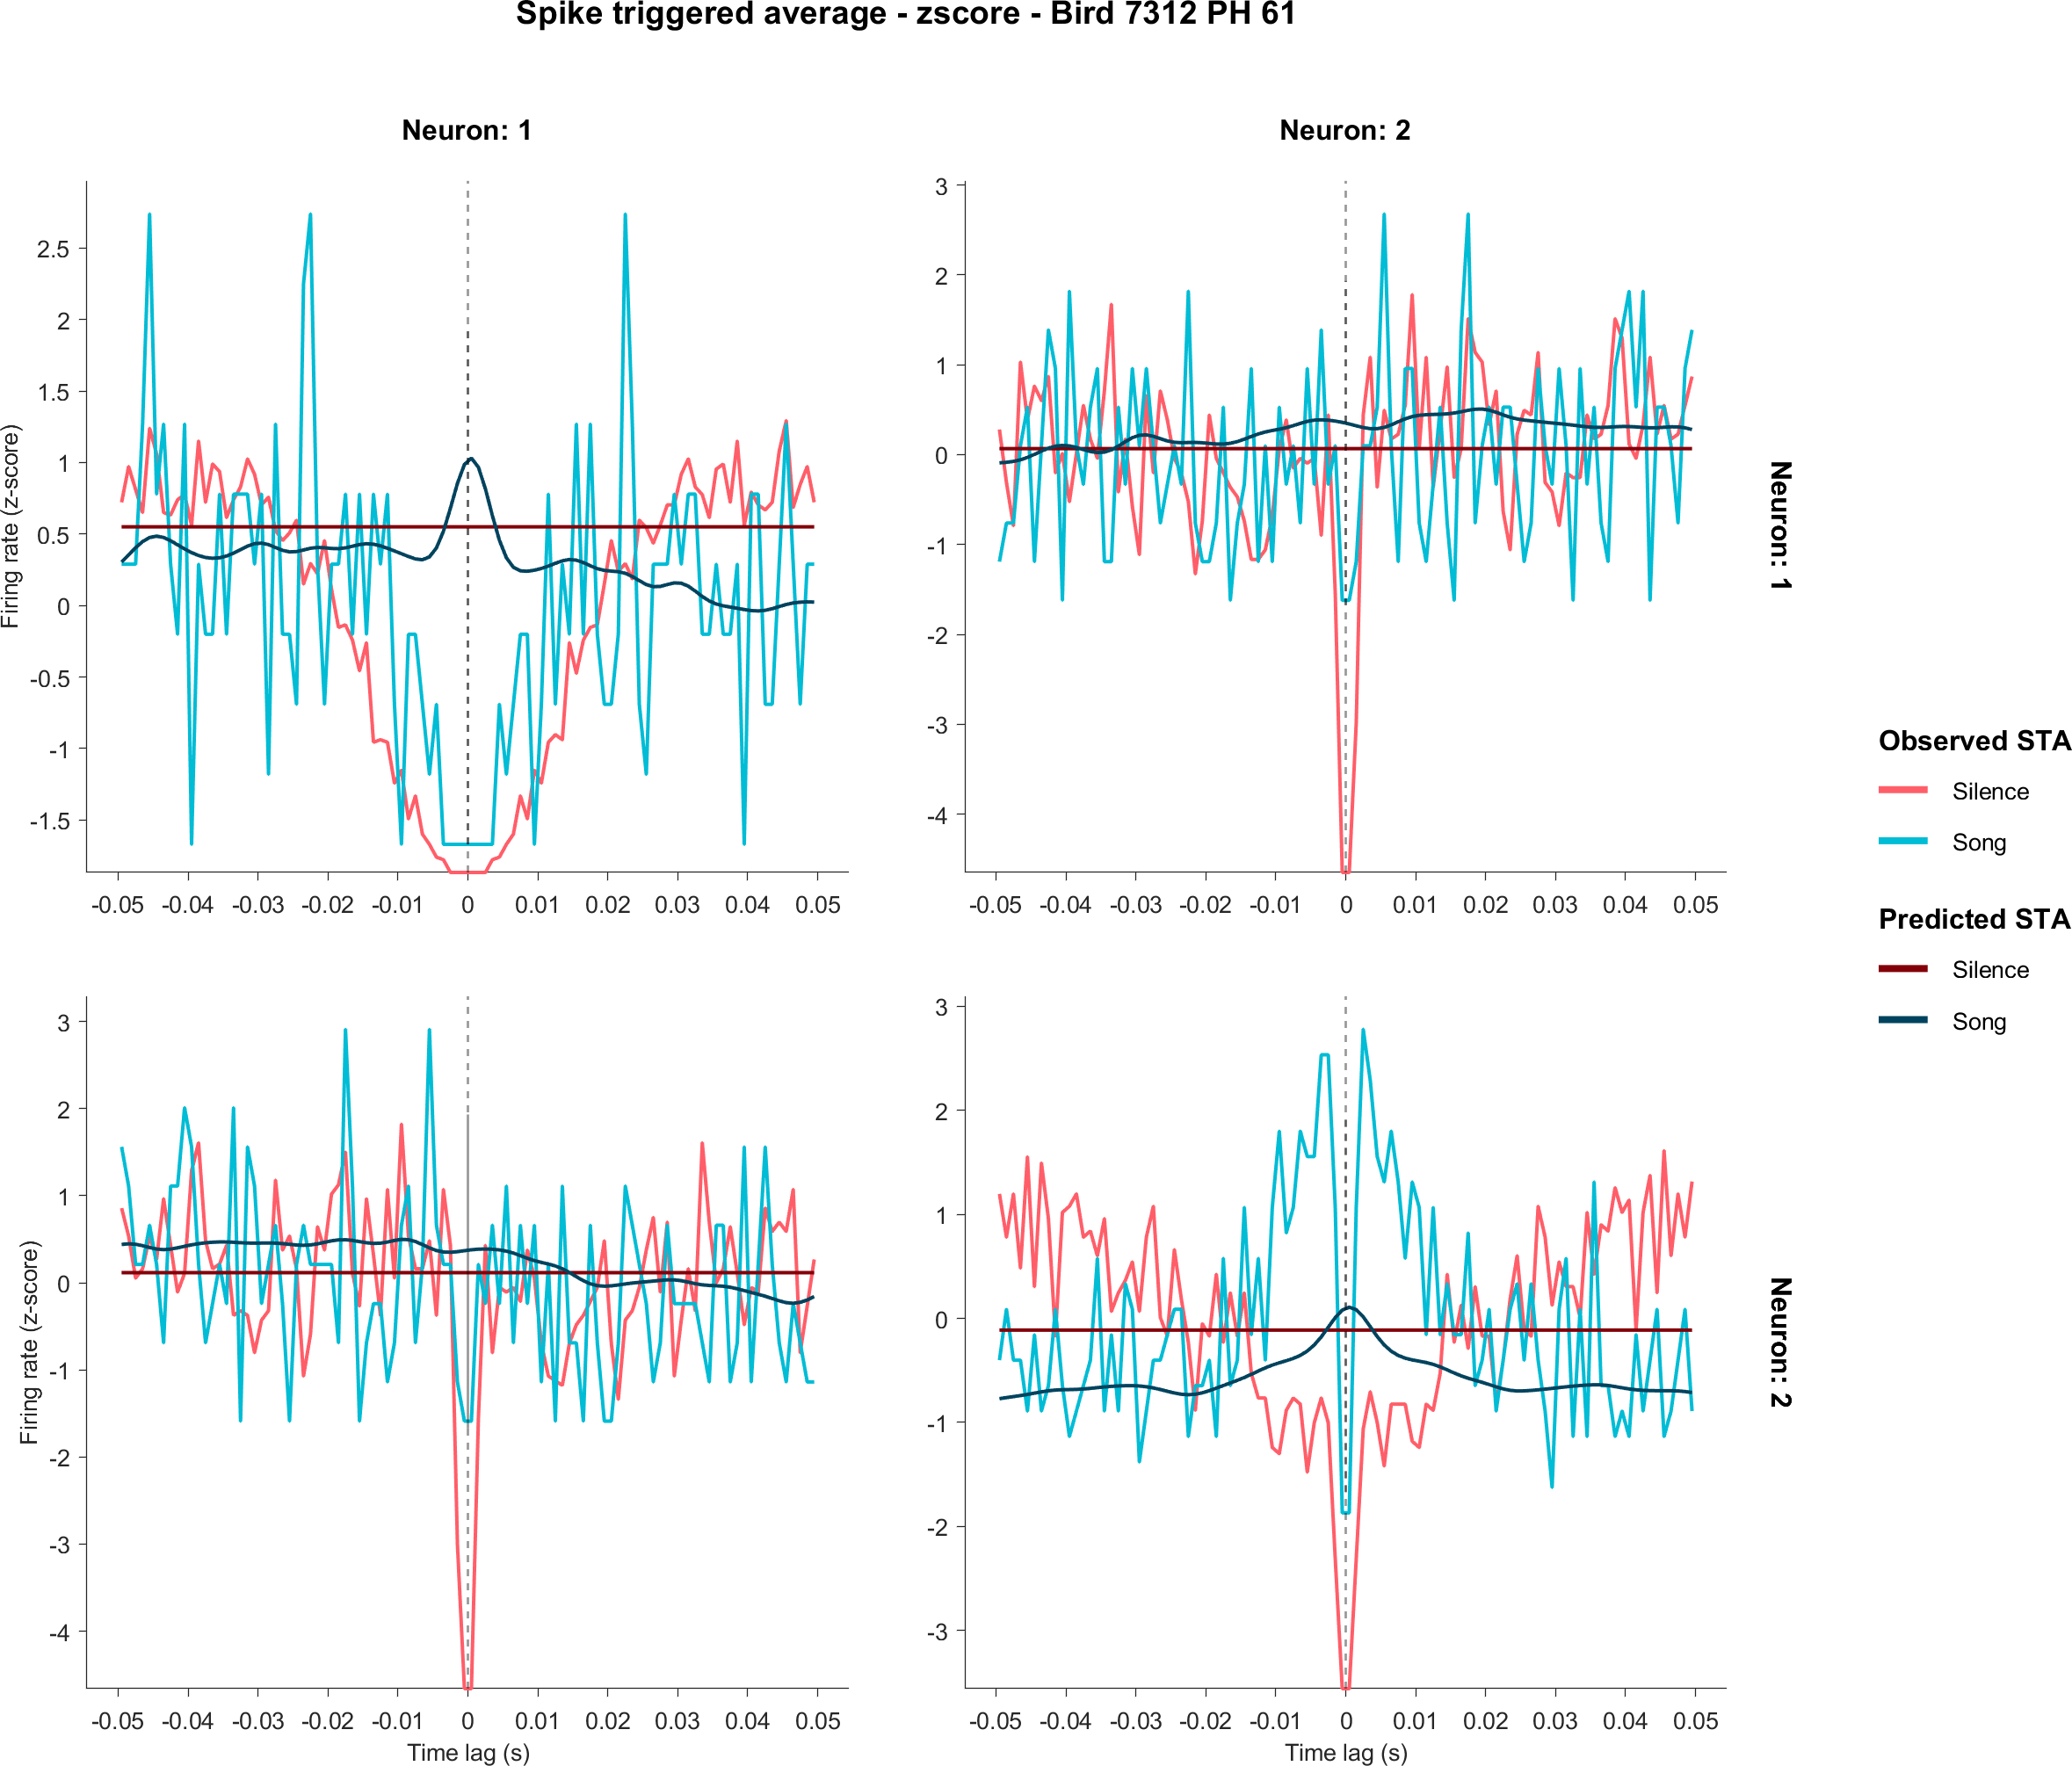 Spike triggered average - zscore - Bird 7312 PH 61
Neuron: 1
Neuron: 2
Firing rate (z-score)
2.5
2
1.5
1
0.5
0
-0.5
-1
-1.5
-0.05 -0.04 -0.03 -0.02 -0.01 0 0.01 0.02 0.03 0.04 0.05
3
2
1
0
-1
-2
-3
-4
-0.05 -0.04 -0.03 -0.02 -0.01 0 0.01 0.02 0.03 0.04 0.05
Neuron: 1
Observed STA
Silence
Song
Predicted STA
Silence
Song
Firing rate (z-score)
3
2
1
0
-1
-2
-3
-4
-0.05 -0.04 -0.03 -0.02 -0.01 0 0.01 0.02 0.03 0.04 0.05
Time lag (s)
3
2
1
0
-1
-2
-3
-0.05 -0.04 -0.03 -0.02 -0.01 0 0.01 0.02 0.03 0.04 0.05
Time lag (s)
Neuron: 2